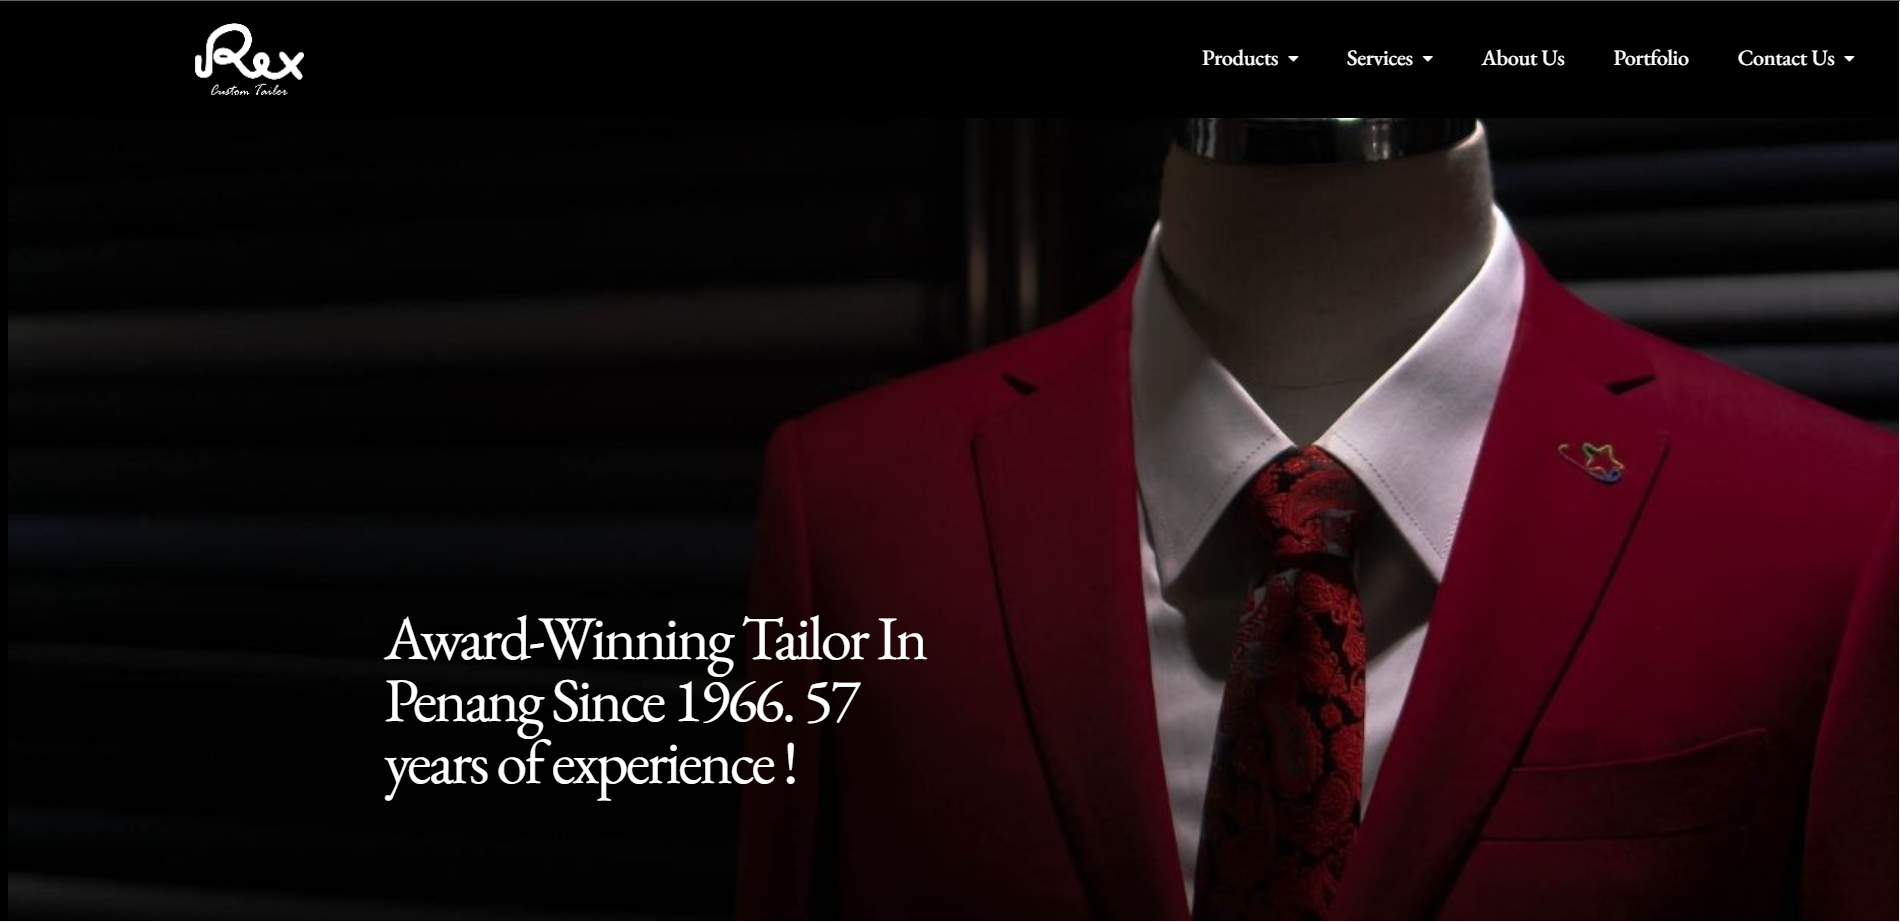 Rex
Custom Tailor
Products
Services
About Us
Portfolio
Contact Us
Award-Winning Tailor In
Penang Since 1966. 57
years of experience !